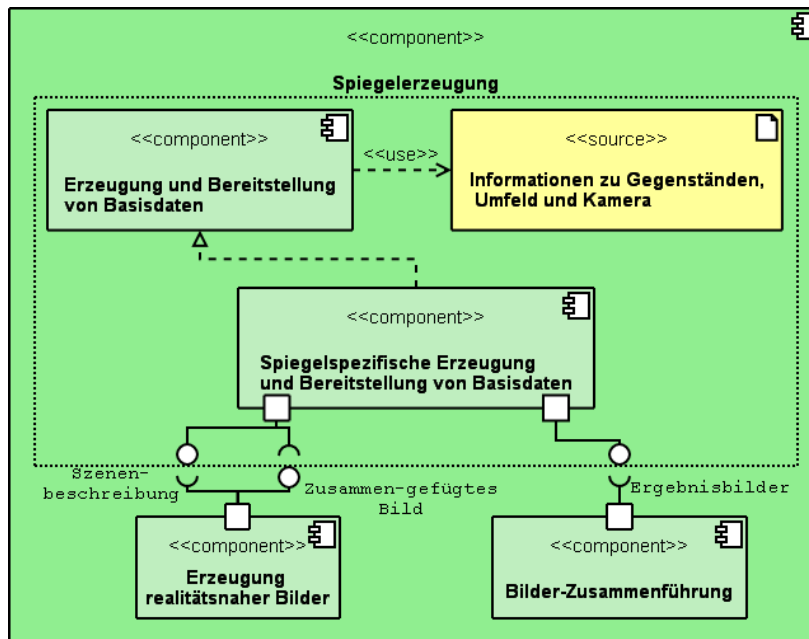 <<component>>
Spiegelerzeugung
<<component>>
Erzeugung und Bereitstellung
von Basisdaten
<<use>>
<<source>>
Informationen zu Gegenständen,
Umfeld und Kamera
<<component>>
Spiegelspezifische Erzeugung
und Bereitstellung von Basisdaten
Szenen-
beschreibung
Zusammen-gefügtes
Bild
Ergebnisbilder
<<component>>
Erzeugung
realitätsnaher Bilder
<<component>>
Bilder-Zusammenführung